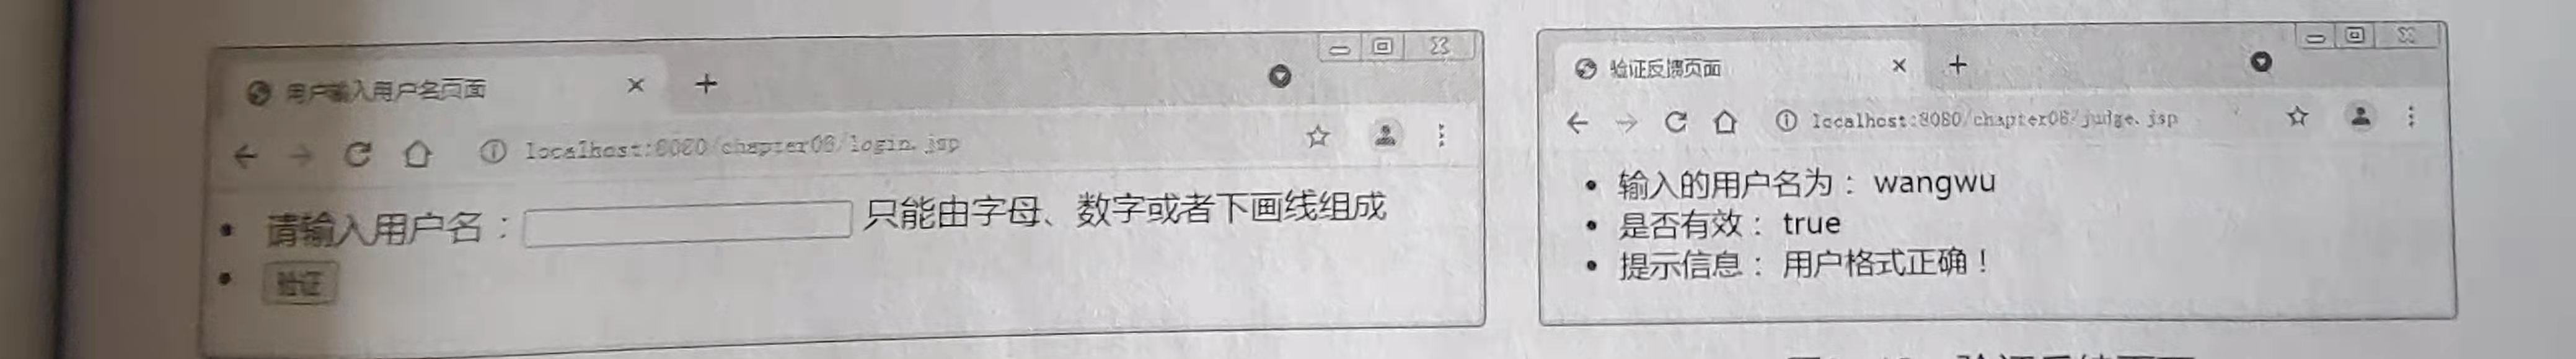 用户输入用户名页面
localhost:8080/chapter08/login.jsp
请输入用户名： 只能由字母、数字或者下画线组成
验证
验证反馈页面
localhost:8080/chapter08/judge.jsp
输入的用户名为： wangwu
是否有效： true
提示信息： 用户格式正确！